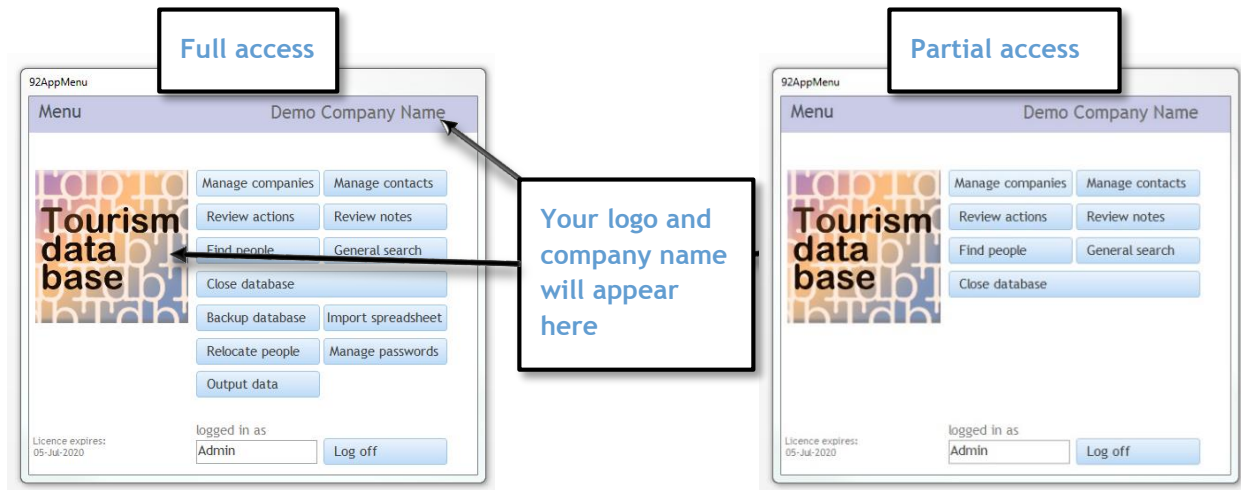 Full access
92AppMenu
Menu
Demo Company Name
Tourism
data
base
Manage companies
Manage contacts
Review actions
Review notes
Find people
General search
Close database
Backup database
Import spreadsheet
Relocate people
Manage passwords
Output data
logged in as
Licence expires:
05-Jul-2020
Admin
Log off
Your logo and
company name
will appear
here
Partial access
92AppMenu
Menu
Demo Company Name
Tourism
data
base
Manage companies
Manage contacts
Review actions
Review notes
Find people
General search
Close database
logged in as
Licence expires:
05-Jul-2020
Admin
Log off